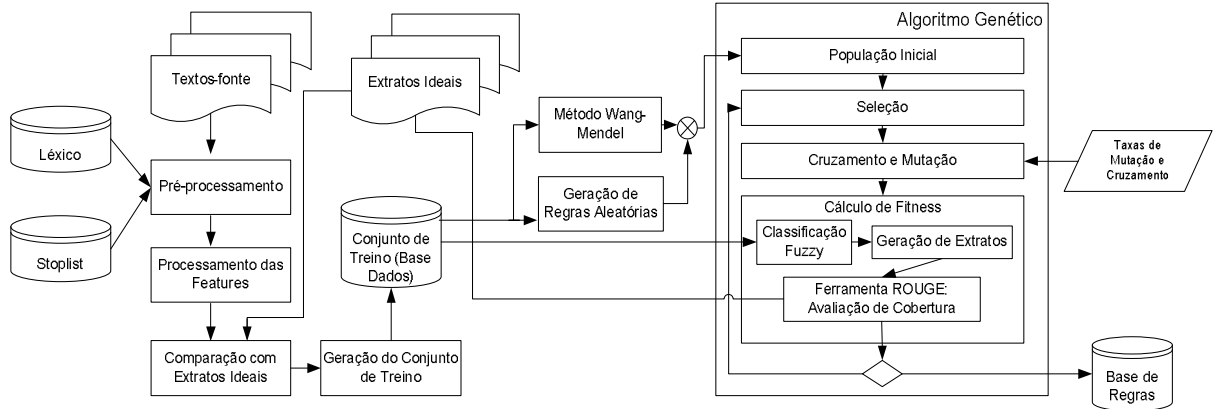 Algoritmo Genético
Textos-fonte
Extratos Ideais
População Inicial
Léxico
Método Wang-
Mendel
Seleção
Pré-processamento
Cruzamento e Mutação
Taxas de
Mutação e
Cruzamento
Geração de
Regras Aleatórias
Stoplist
Conjunto de
Treino (Base
Dados)
Cálculo de Fitness
Classificação
Fuzzy
Geração de Extratos
Processamento das
Features
Ferramenta ROUGE:
Avaliação de Cobertura
Comparação com
Extratos Ideais
Geração do Conjunto
de Treino
Base de
Regras